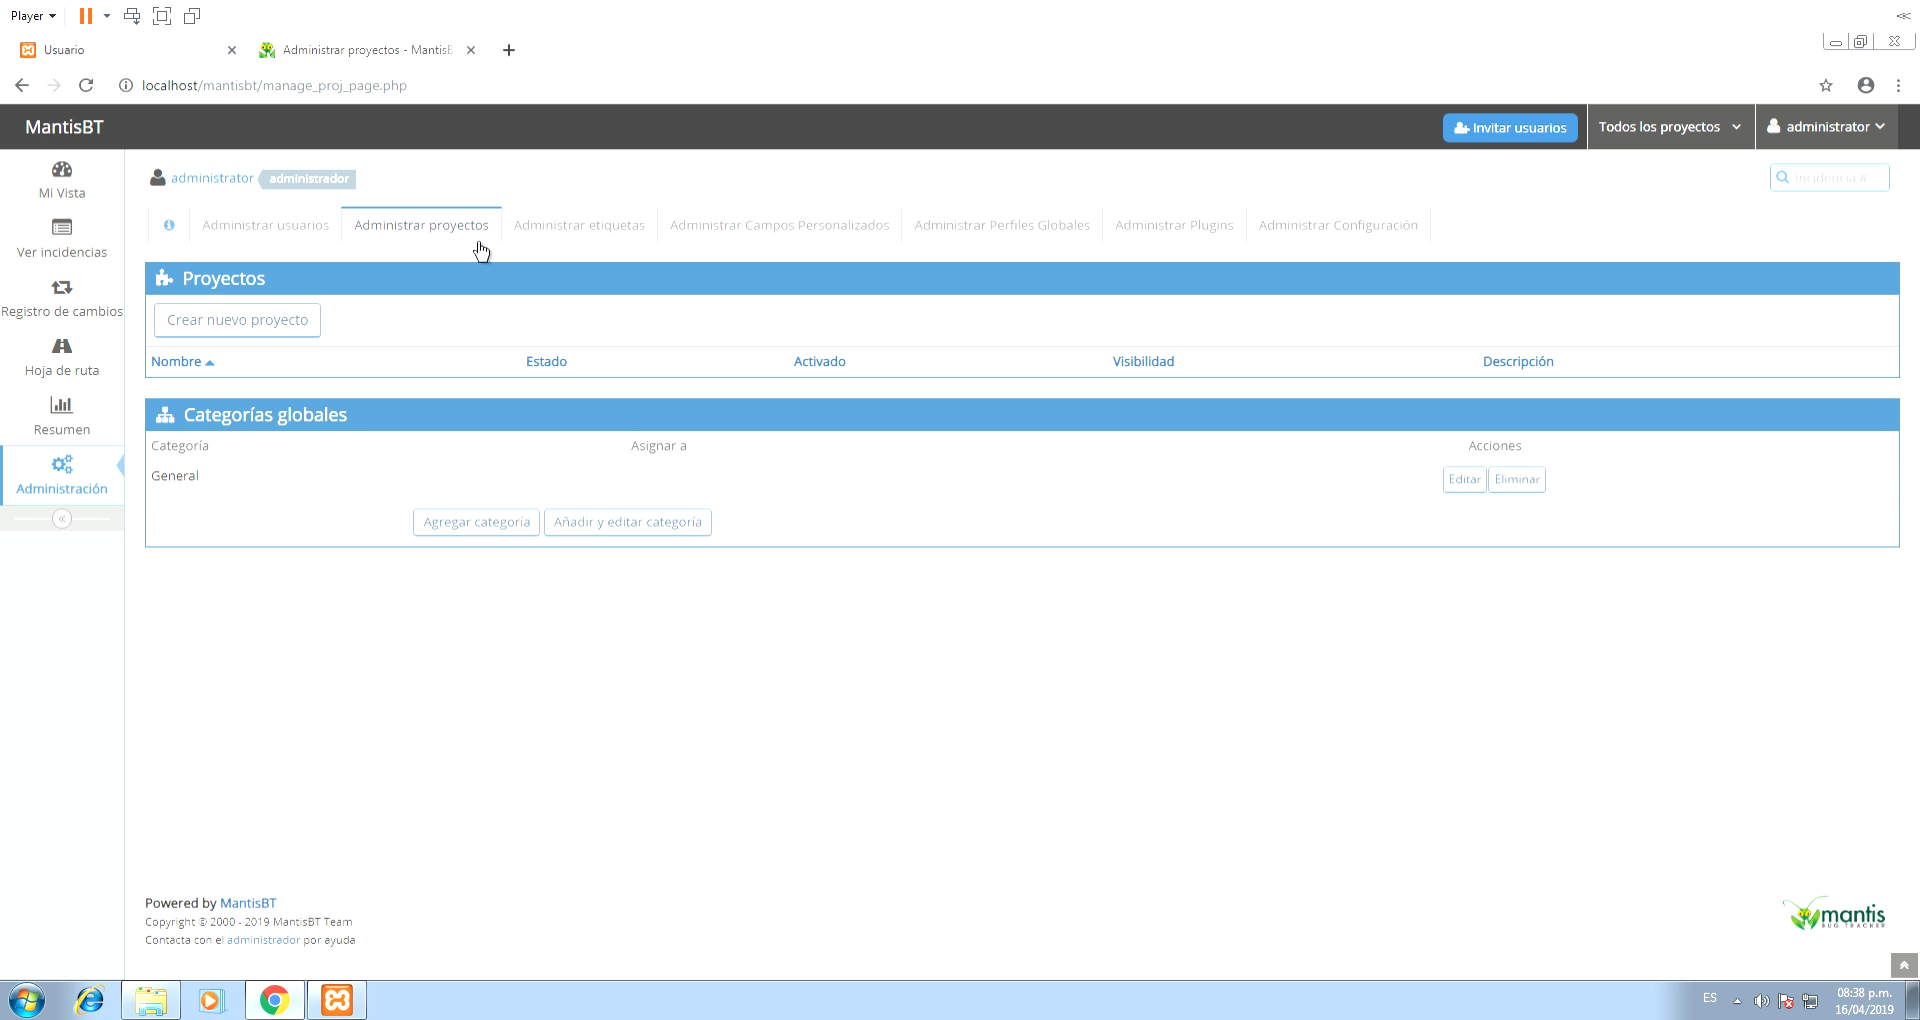 Player
Usuario
Administrar proyectos - MantisB
localhost/mantisbt/manage_proj_page.php
MantisBT
Invitar usuarios
Todos los proyectos
administrator
Mi Vista
Ver incidencias
Registro de cambios
Hoja de ruta
Resumen
Administración
administrator administrador
Incidencia #
Administrar usuarios
Administrar proyectos
Administrar etiquetas
Administrar Campos Personalizados
Administrar Perfiles Globales
Administrar Plugins
Administrar Configuración
Proyectos
Crear nuevo proyecto
Nombre Estado Activado Visibilidad Descripción
Categorías globales
Categoría Asignar a Acciones
General Editar Eliminar
Agregar categoría Añadir y editar categoría
Powered by MantisBT
Copyright © 2000 - 2019 MantisBT Team
Contacta con el administrador por ayuda
mantis
BUG TRACKER
ES
08:38 p.m.
16/04/2019